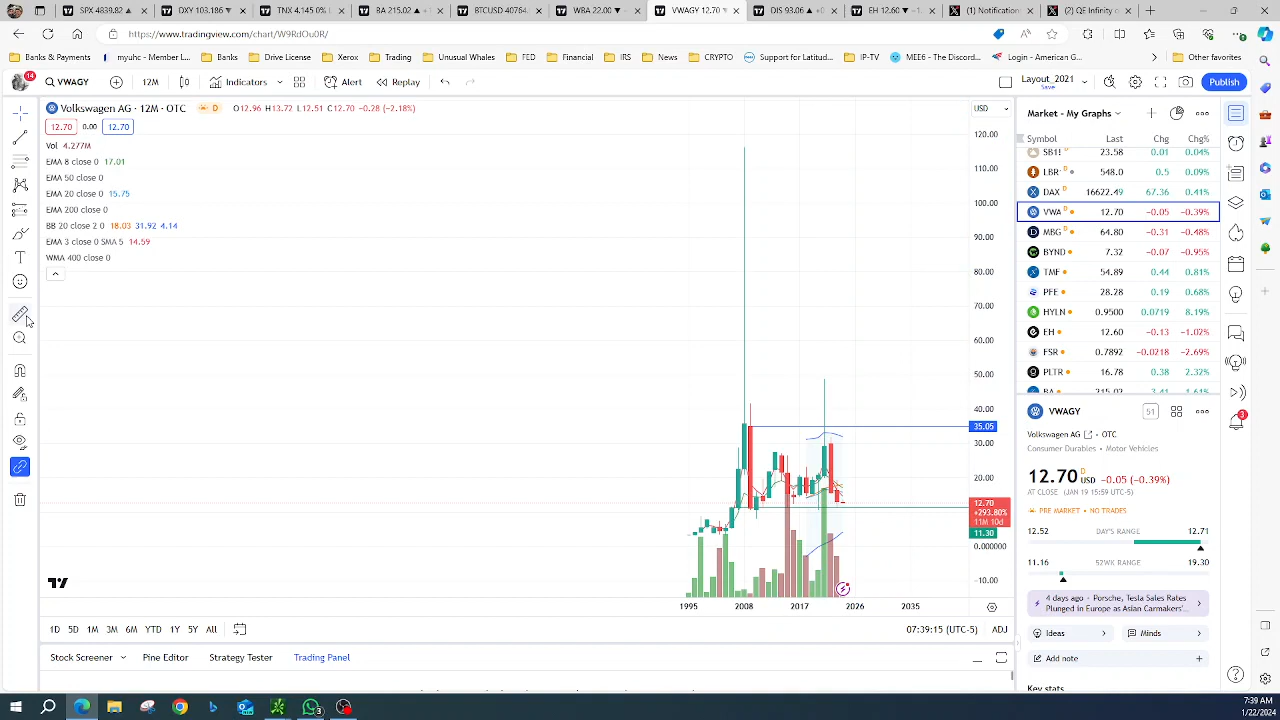 SPX 4839.82
DXY 103.186
TNX 4.145 0%
BA 215.02
BTCUSD 40764
WBA 22.00
VWAGY 12.70
DIS 93.06
EH 12.60
(1) Notification
(2) QE Infinity
https://www.tradingview.com/chart/W9RdOu0R/
Banking Payments
myuhc - Member L...
Banks
Drive Lic
Xerox
Trading
Unusual Whales
FED
Financial
IRS
News
CRYPTO
Support for Latitud...
IP-TV
MEE6 - The Discord...
Login - American G...
Other favorites
14
VWAGY
12M
Indicators
Alert
Replay
Layout_2021
Save
Publish
Volkswagen AG · 12M · OTC
D
O12.96 H13.72 L12.51 C12.70 -0.28 (-2.18%)
USD
12.70 0.00 12.70
Vol 4.277M
EMA 8 close 0 17.01
EMA 50 close 0
EMA 20 close 0 15.75
EMA 200 close 0
BB 20 close 2 0 18.03 31.92 4.14
EMA 3 close 0 SMA 5 14.59
WMA 400 close 0
120.00
110.00
100.00
90.00
80.00
70.00
60.00
50.00
40.00
35.05
30.00
20.00
12.70
+293.80%
11M 10d
11.30
0.000000
−10.00
1995 2008 2017 2026 2035
1D 5D 1M 3M 6M YTD 1Y 5Y All
07:39:15 (UTC-5)
ADJ
Stock Screener
Pine Editor
Strategy Tester
Trading Panel
Market - My Graphs
Symbol Last Chg Chg%
SB1! 23.58 0.01 0.04%
LBR 548.0 0.5 0.09%
DAX 16622.49 67.36 0.41%
VWA 12.70 −0.05 −0.39%
MBG 64.80 −0.31 −0.48%
BYND 7.32 −0.07 −0.95%
TMF 54.89 0.44 0.81%
PFE 28.28 0.19 0.68%
HYLN 0.9500 0.0719 8.19%
EH 12.60 −0.13 −1.02%
FSR 0.7892 −0.0218 −2.69%
PLTR 16.78 0.38 2.32%
BA 215.02 3.41 1.61%
VWAGY
51
Volkswagen AG · OTC
Consumer Durables • Motor Vehicles
12.70 D USD −0.05 (−0.39%)
AT CLOSE (JAN 19 15:59 UTC-5)
PRE MARKET • NO TRADES
12.52 DAY'S RANGE 12.71
11.16 52WK RANGE 19.30
4 days ago - Porsche, Tesla Sales Rates
Plunged in Europe as Asian Carmakers'...
Ideas
Minds
Add note
Key stats
3
3
7:39 AM
1/22/2024